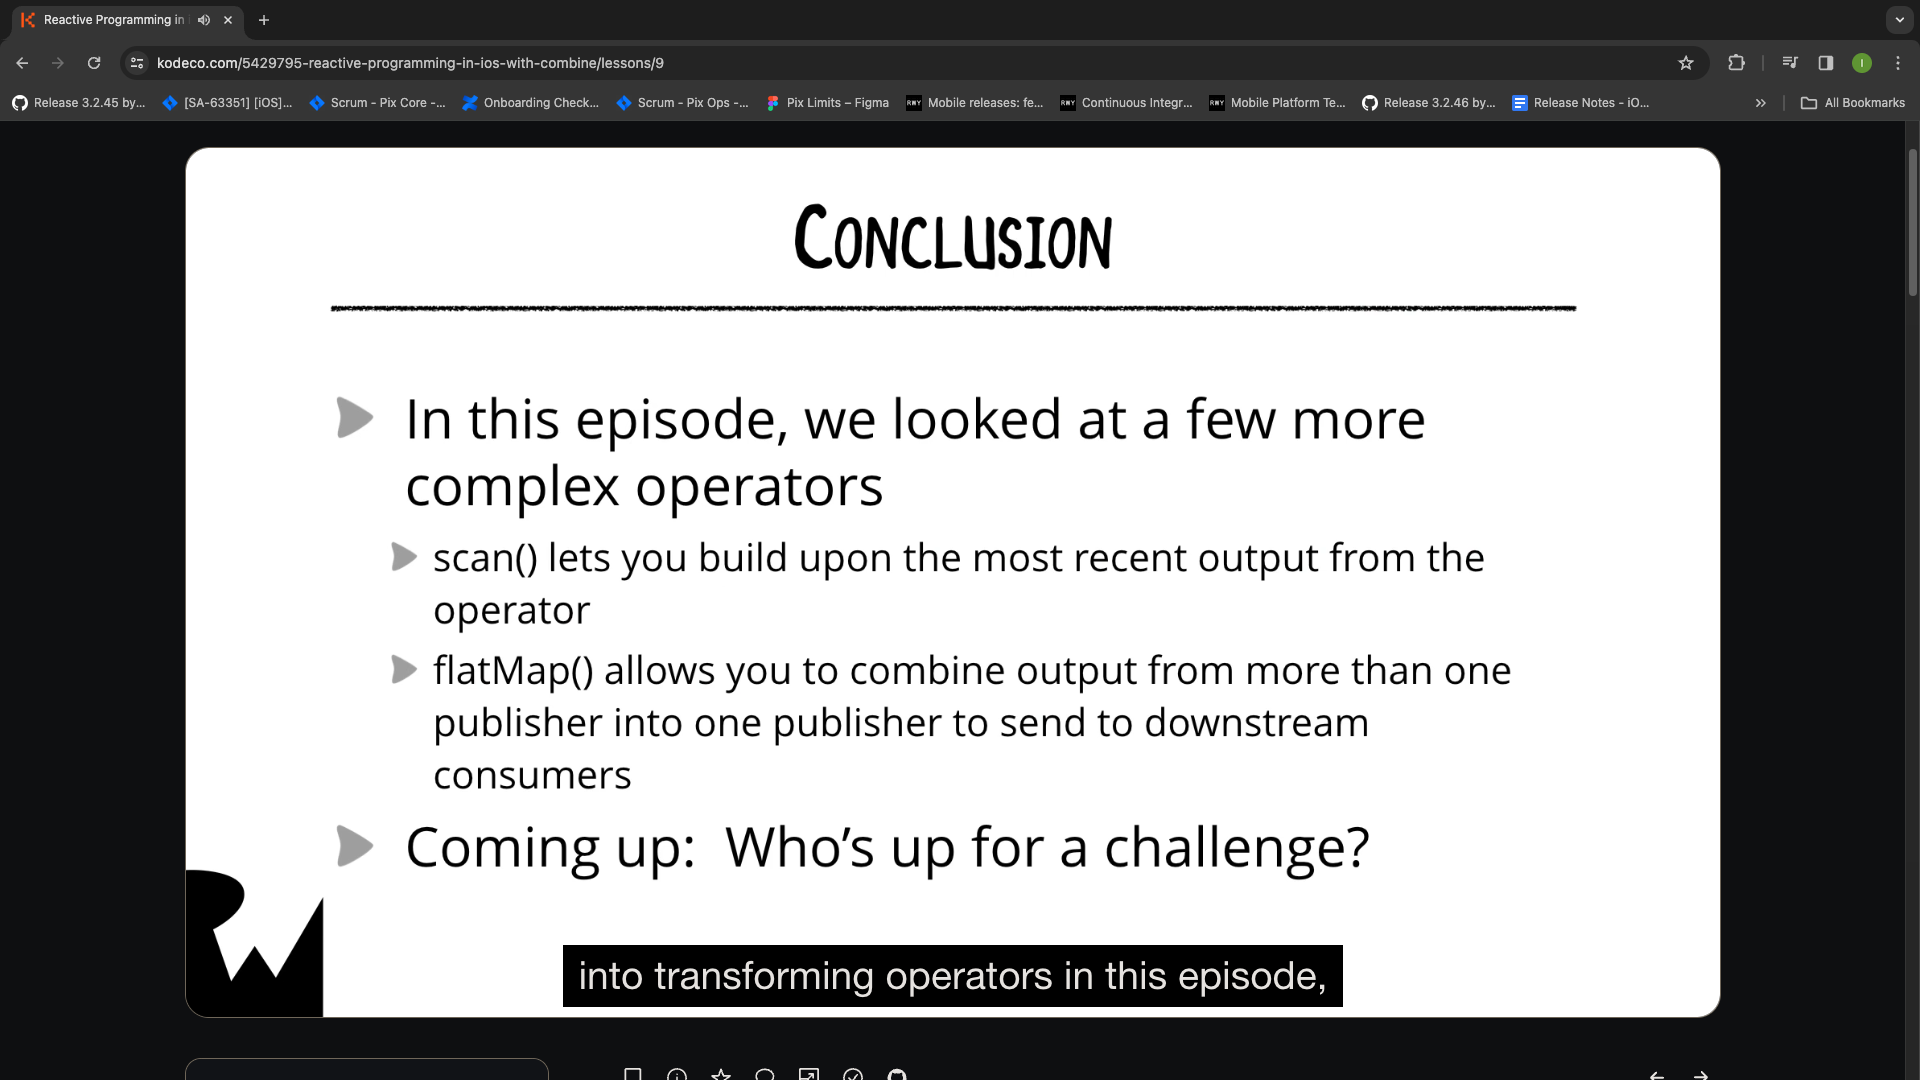 Reactive Programming in
kodeco.com/5429795-reactive-programming-in-ios-with-combine/lessons/9
I
Release 3.2.45 by...
[SA-63351] [iOS]...
Scrum - Pix Core -...
Onboarding Check...
Scrum - Pix Ops -...
Pix Limits – Figma
Mobile releases: fe...
Continuous Integr...
Mobile Platform Te...
Release 3.2.46 by...
Release Notes - iO...
All Bookmarks
CONCLUSION
In this episode, we looked at a few more
complex operators
scan() lets you build upon the most recent output from the
operator
flatMap() allows you to combine output from more than one
publisher into one publisher to send to downstream
consumers
Coming up: Who’s up for a challenge?
RW
into transforming operators in this episode,